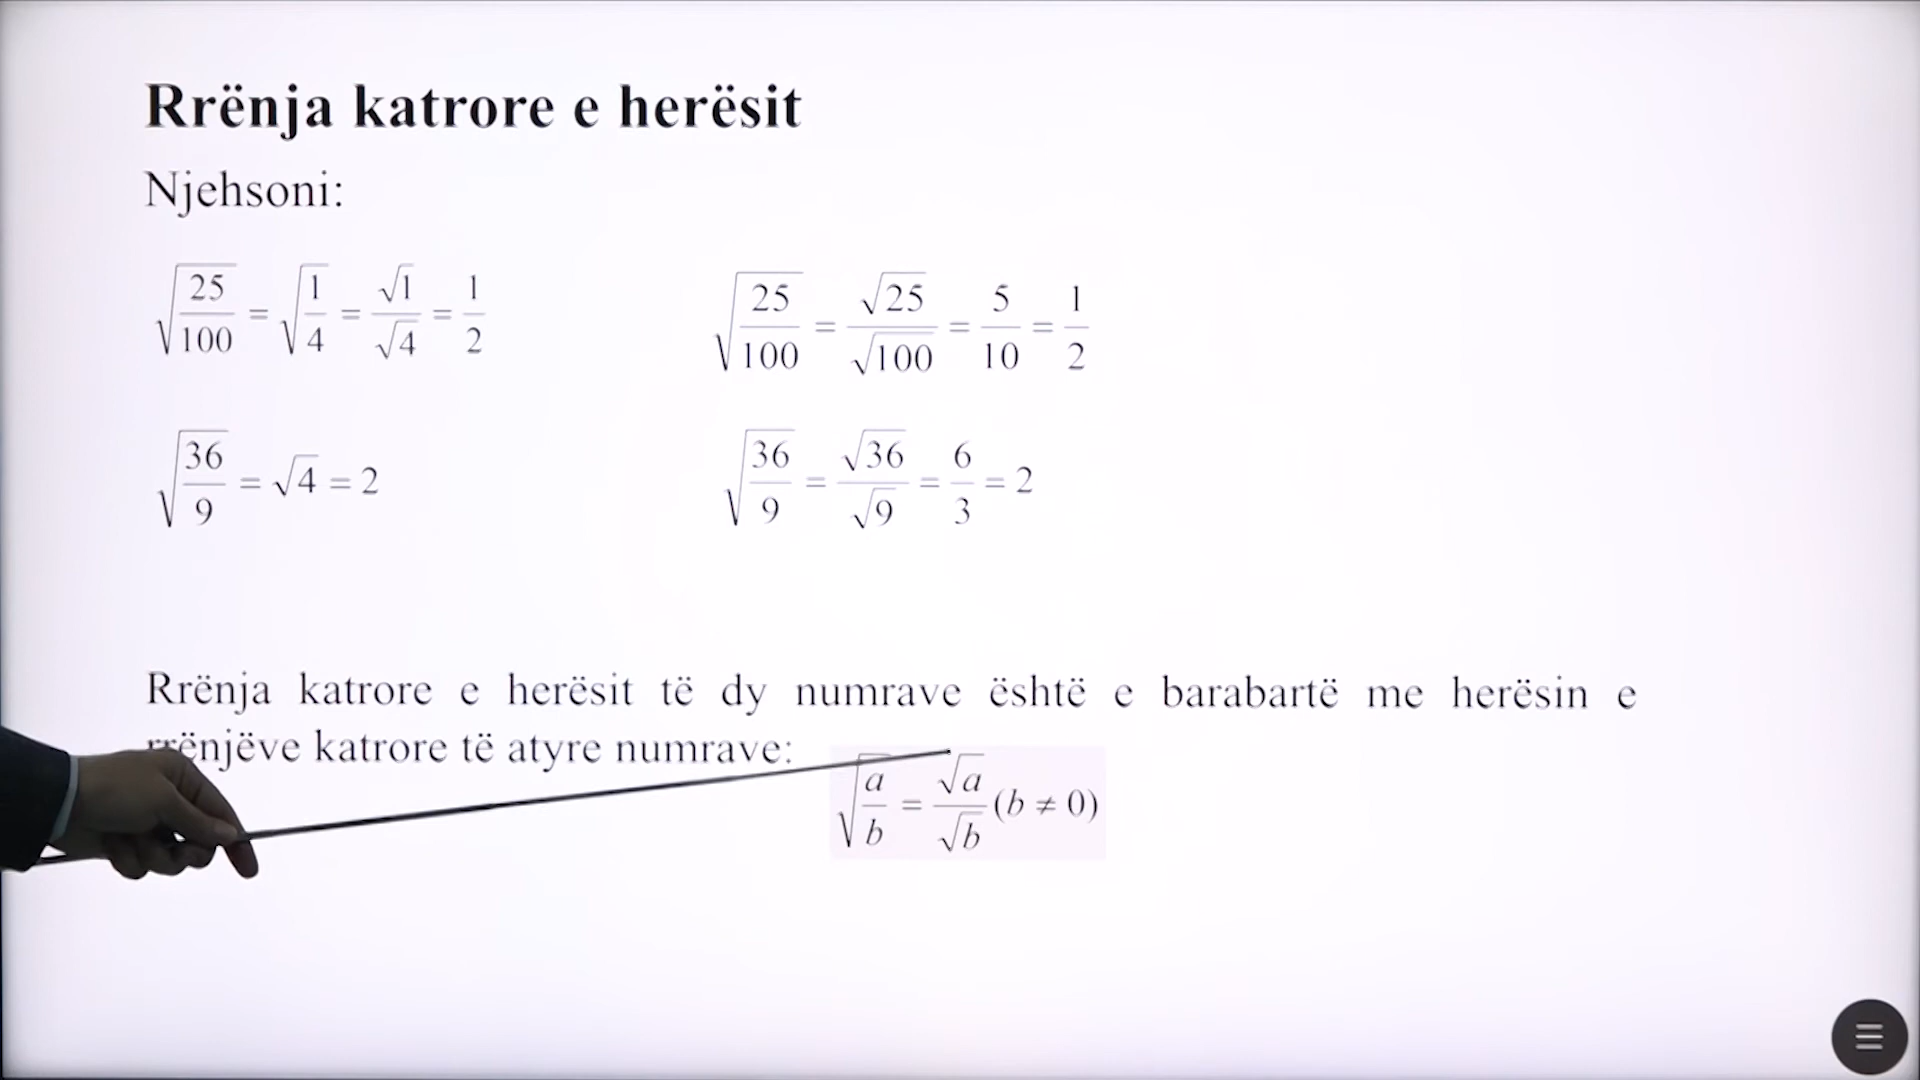 Rrënja katrore e herësit
Njehsoni:
√(25/100) = √(1/4) = √1/√4 = 1/2
√(25/100) = √25/√100 = 5/10 = 1/2
√(36/9) = √4 = 2
√(36/9) = √36/√9 = 6/3 = 2
Rrënja katrore e herësit të dy numrave është e barabartë me herësin e
rrënjëve katrore të atyre numrave:
√(a/b) = √a/√b (b ≠ 0)